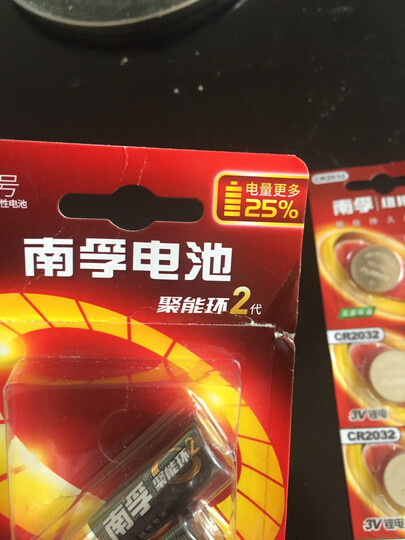 号
性电池
电量更多
25%
南孚电池
聚能环2代
南孚
聚能环2
南孚
CR2032
3V锂电
CR2032
3V锂电